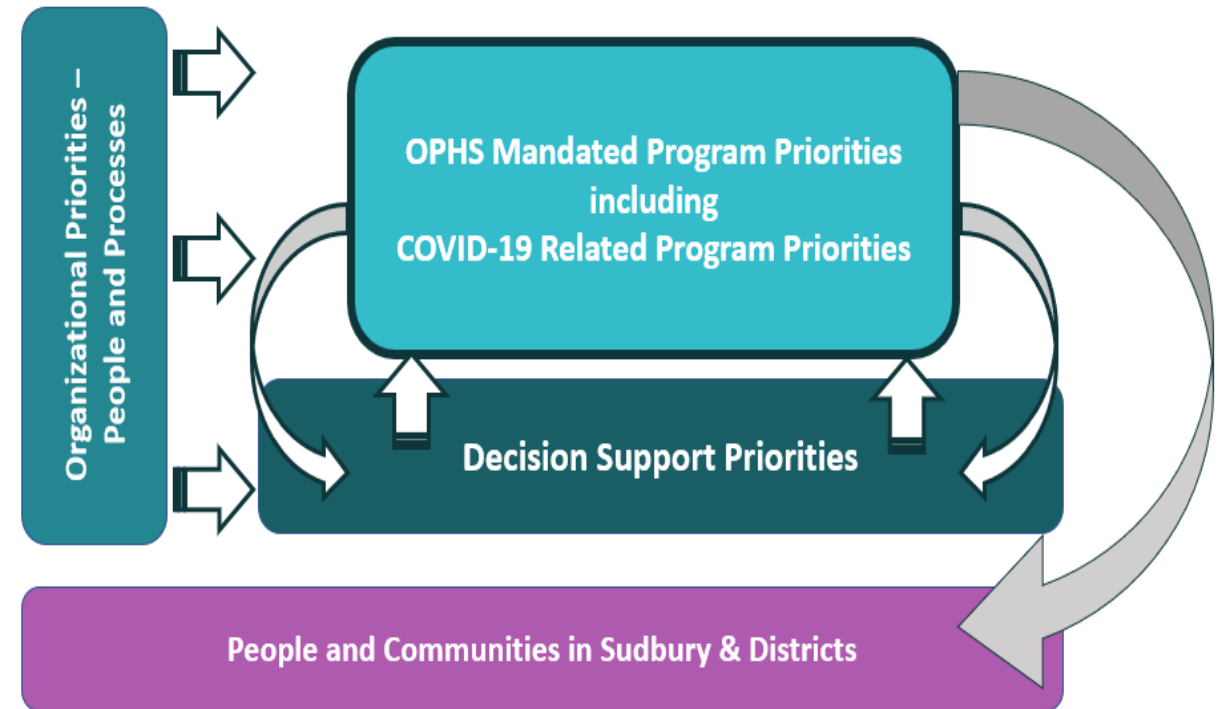 Organizational Priorities –
People and Processes
OPHS Mandated Program Priorities
including
COVID-19 Related Program Priorities
Decision Support Priorities
People and Communities in Sudbury & Districts